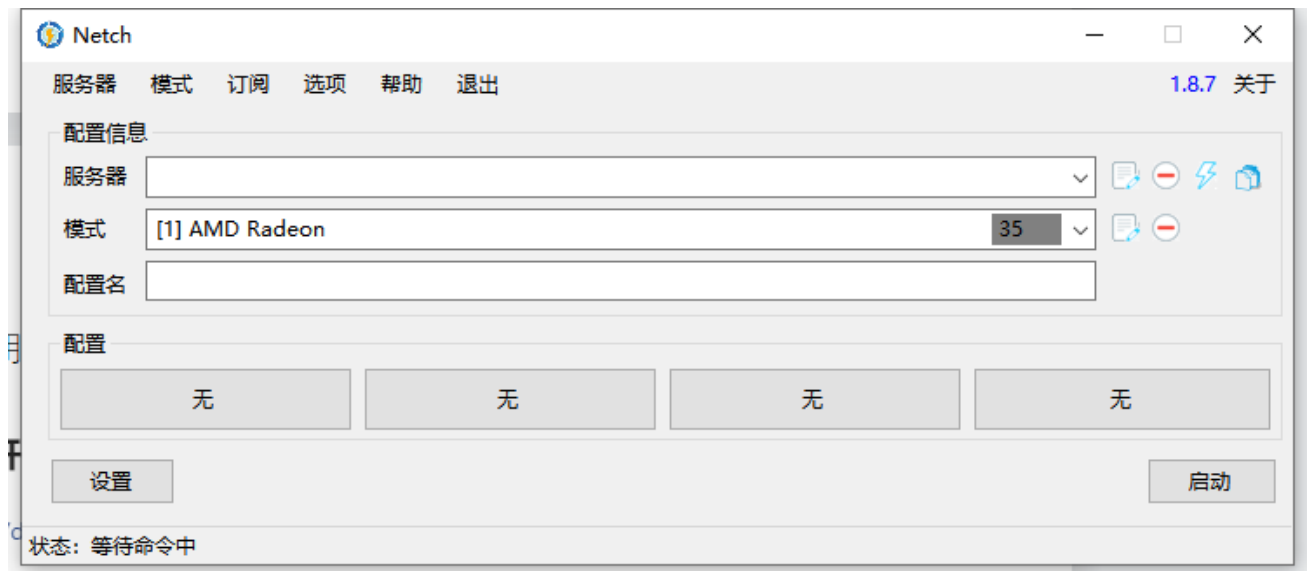 Netch
服务器 模式 订阅 选项 帮助 退出 1.8.7 关于
配置信息
服务器
模式 [1] AMD Radeon 35
配置名
配置
无 无 无 无
设置 启动
状态：等待命令中